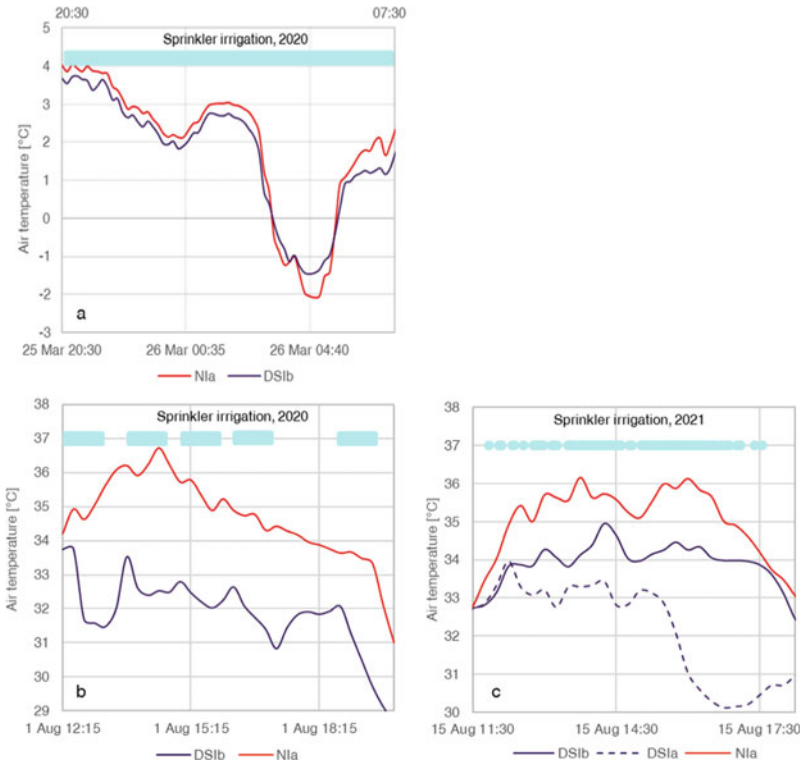 20:30 07:30
Sprinkler irrigation, 2020
5
4
3
2
1
0
-1
-2
-3
Air temperature [°C]
a
25 Mar 20:30 26 Mar 00:35 26 Mar 04:40
NIa DSIb
38
37
36
35
34
33
32
31
30
29
Air temperature [°C]
Sprinkler irrigation, 2020
b
1 Aug 12:15 1 Aug 15:15 1 Aug 18:15
DSIb NIa
38
37
36
35
34
33
32
31
30
Air temperature [°C]
Sprinkler irrigation, 2021
c
15 Aug 11:30 15 Aug 14:30 15 Aug 17:30
DSIb DSIa NIa